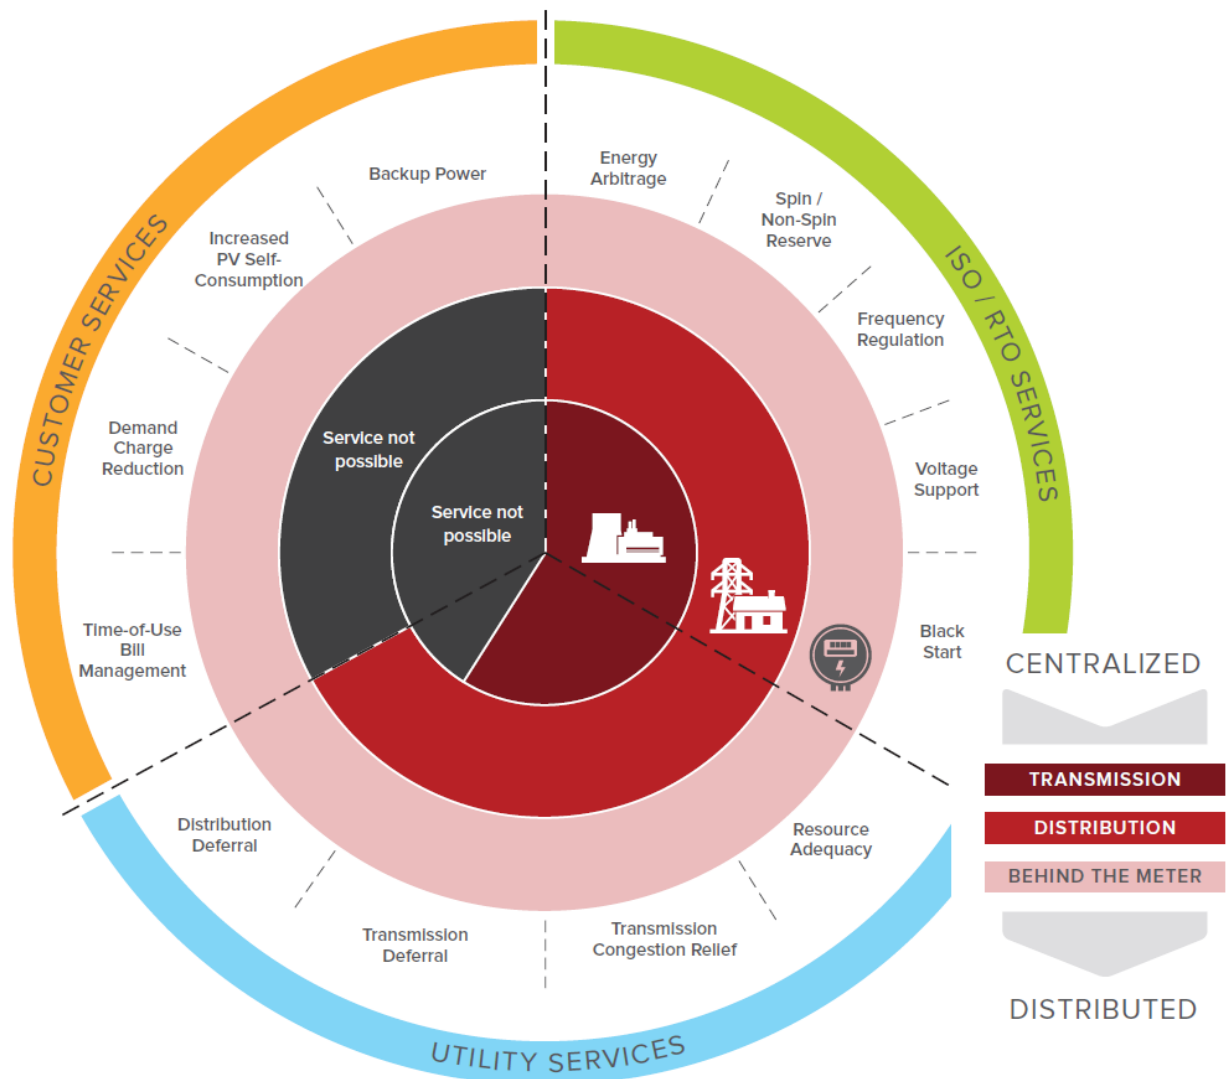 CUSTOMER SERVICES
ISO / RTO SERVICES
UTILITY SERVICES
Backup Power
Increased
PV Self-
Consumption
Demand
Charge
Reduction
Time-of-Use
Bill
Management
Energy
Arbitrage
Spin /
Non-Spin
Reserve
Frequency
Regulation
Voltage
Support
Black
Start
Resource
Adequacy
Transmission
Congestion Relief
Transmission
Deferral
Distribution
Deferral
Service not
possible
Service not
possible
CENTRALIZED
TRANSMISSION
DISTRIBUTION
BEHIND THE METER
DISTRIBUTED